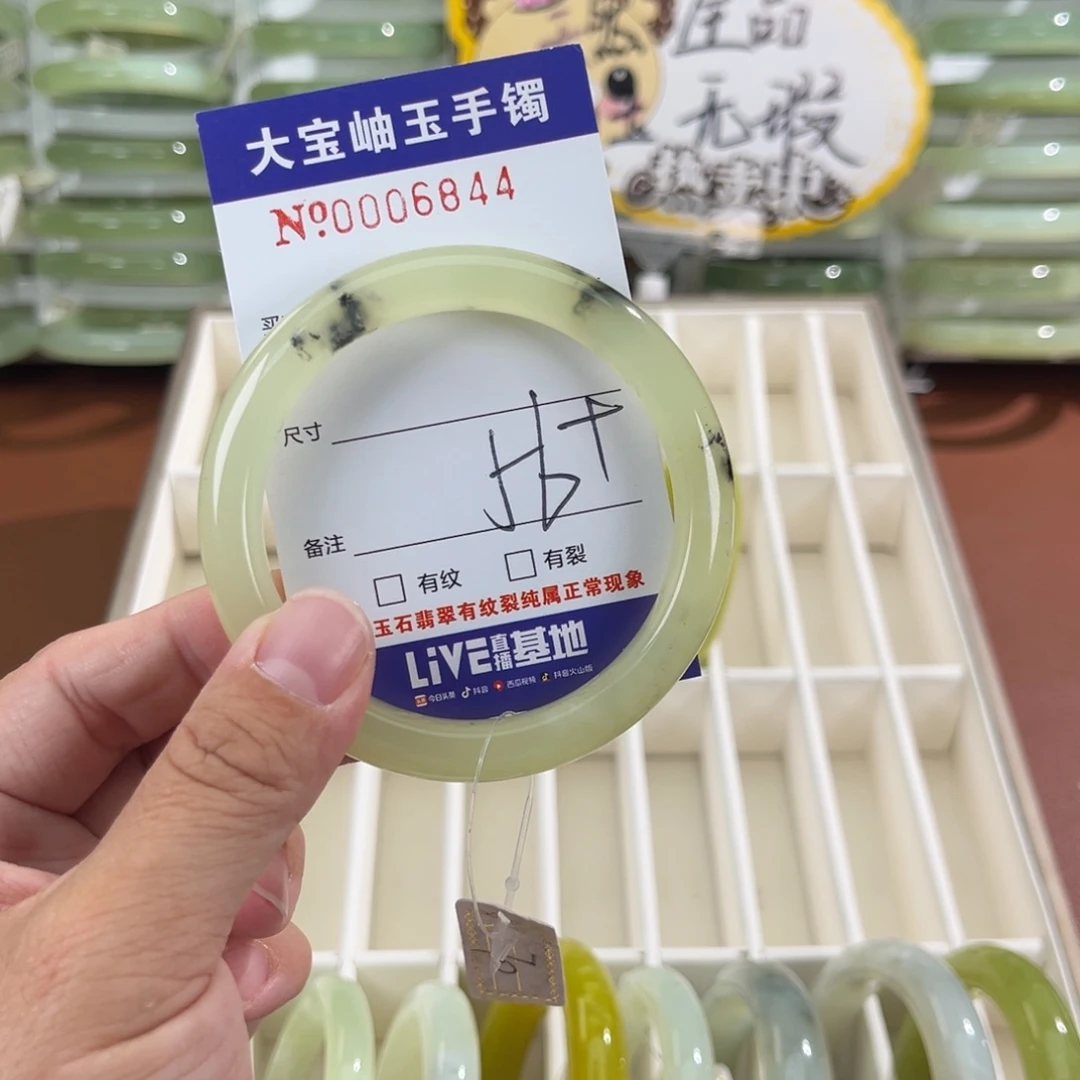 大宝岫玉手镯
№0006844
买
尺寸
备注
有纹 有裂
玉石翡翠有纹裂纯属正常现象
LiVE直播基地
今日头条 抖音 西瓜视频 抖音火山版
无瑕